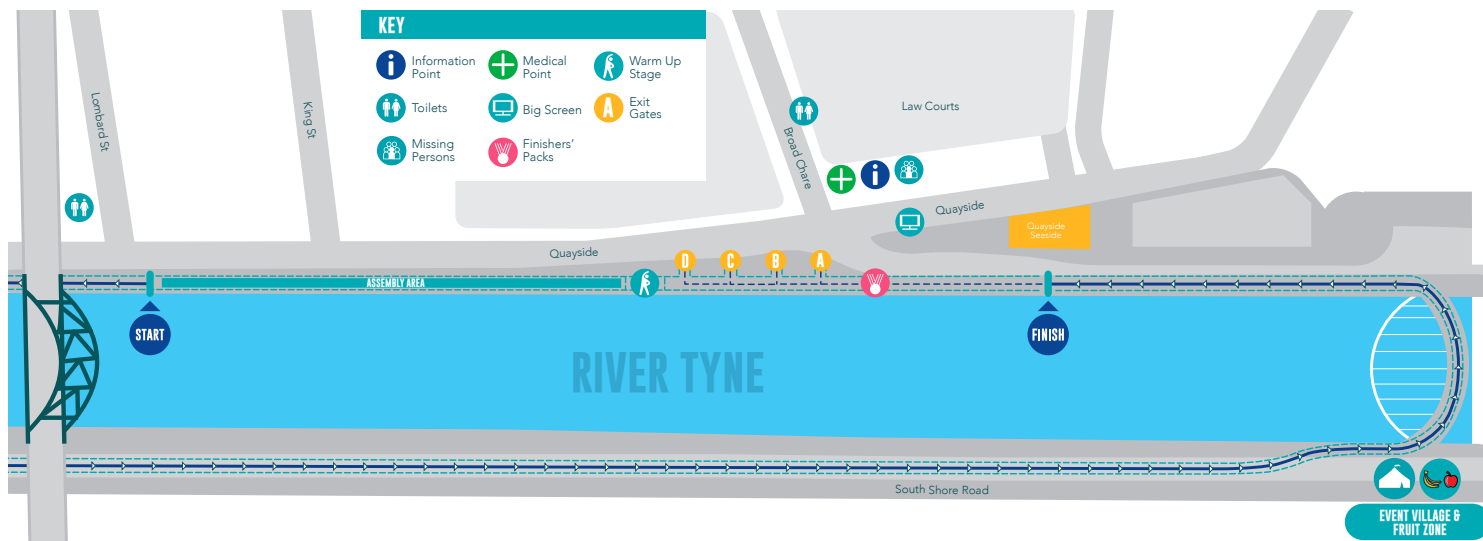 KEY
Information
Point
Medical
Point
Warm Up
Stage
Toilets
Big Screen
A
Exit
Gates
Missing
Persons
Finishers'
Packs
Lombard St
King St
Broad Chare
Law Courts
Quayside
Quayside
Seaside
Quayside
D
C
B
A
ASSEMBLY AREA
START
FINISH
RIVER TYNE
South Shore Road
EVENT VILLAGE &
FRUIT ZONE